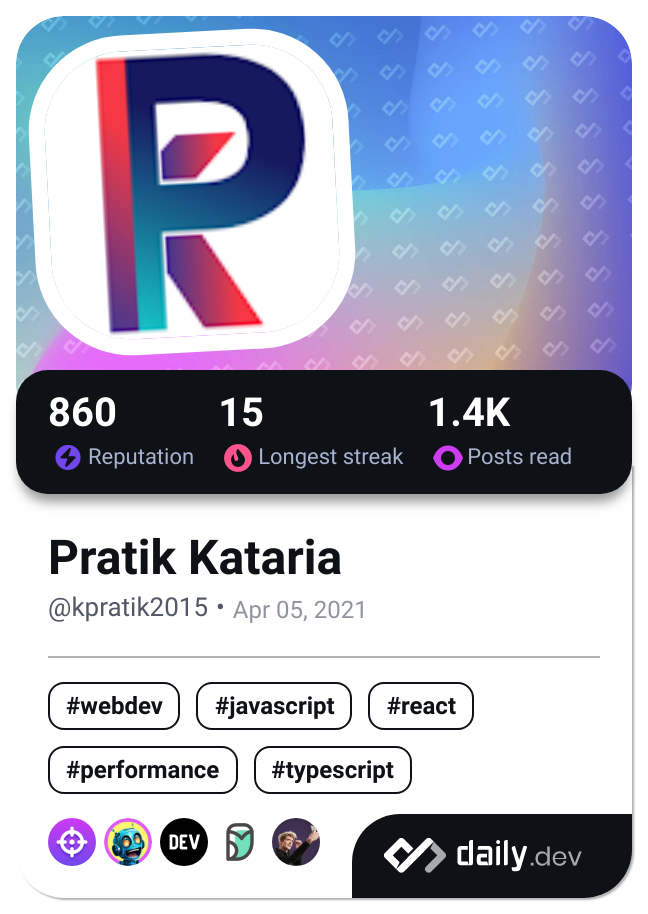 860 15 1.4K
Reputation Longest streak Posts read
Pratik Kataria
@kpratik2015 • Apr 05, 2021
#webdev #javascript #react
#performance #typescript
DEV
daily.dev